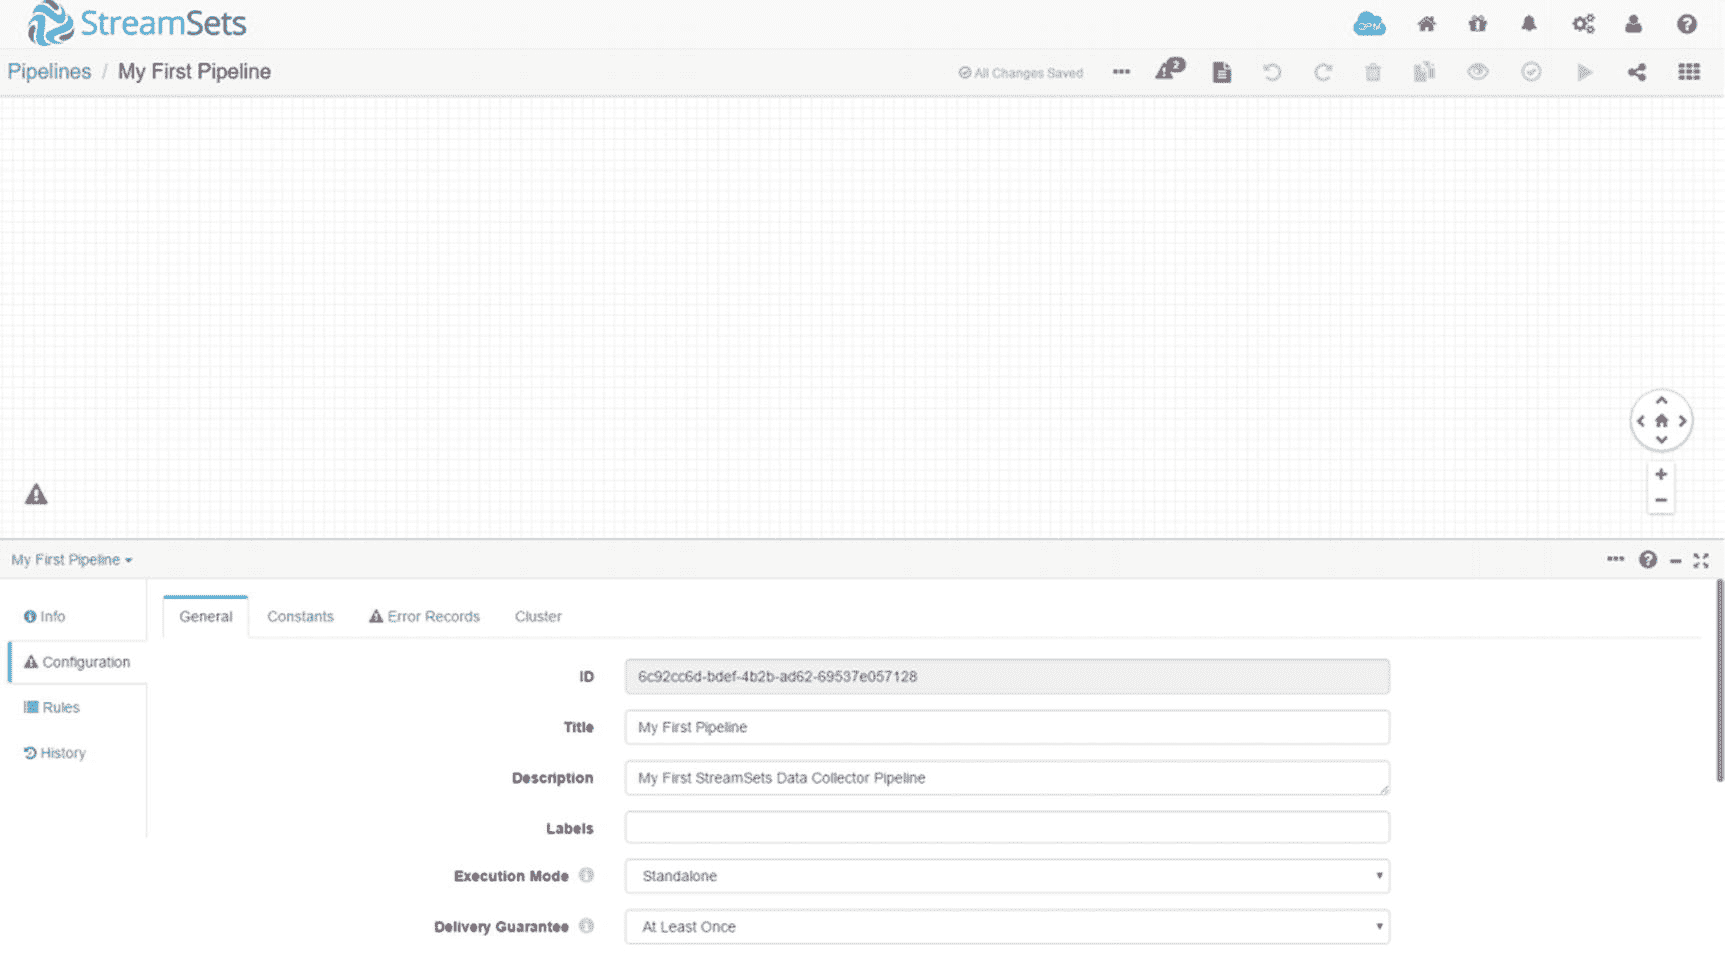 StreamSets
DPM
Pipelines / My First Pipeline
All Changes Saved
2
My First Pipeline
Info
Configuration
Rules
History
General Constants Error Records Cluster
ID 6c92cc6d-bdef-4b2b-ad62-69537e057128
Title My First Pipeline
Description My First StreamSets Data Collector Pipeline
Labels
Execution Mode Standalone
Delivery Guarantee At Least Once